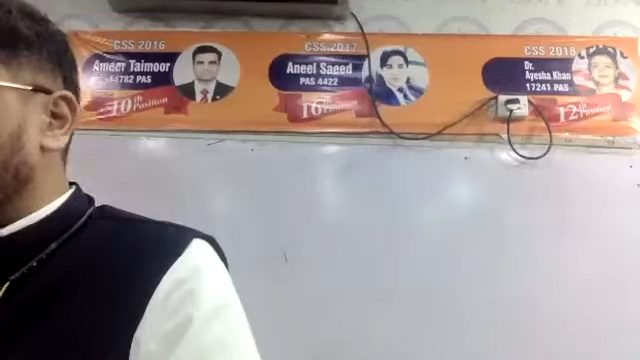 CSS 2016
Ameer Taimoor
14782 PAS
10th Position
CSS 2017
Aneel Saeed
PAS 4422
16th Position
CSS 2018
Dr.
Ayesha Khan
17241 PAS
12th Position